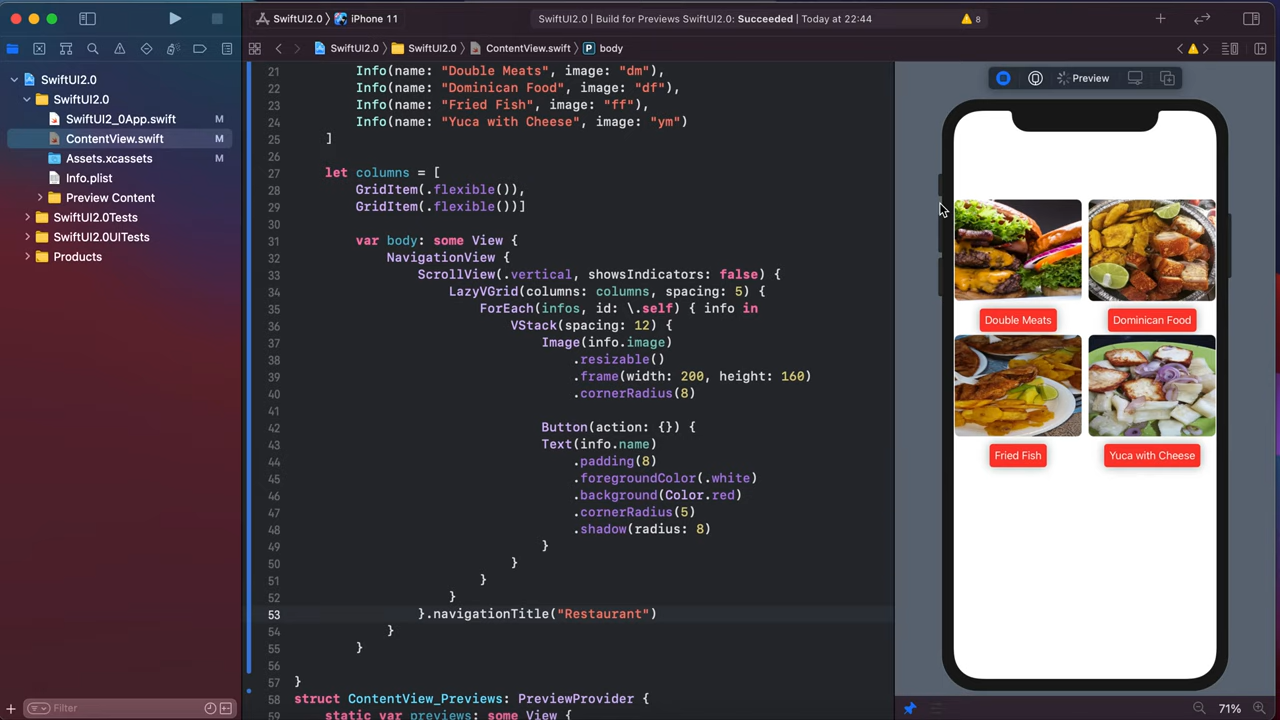 SwiftUI2.0 〉 iPhone 11
SwiftUI2.0 | Build for Previews SwiftUI2.0: Succeeded | Today at 22:44
8
SwiftUI2.0 〉 SwiftUI2.0 〉 ContentView.swift 〉 P body
SwiftUI2.0
SwiftUI2.0
SwiftUI2_0App.swift M
ContentView.swift M
Assets.xcassets M
Info.plist
Preview Content
SwiftUI2.0Tests
SwiftUI2.0UITests
Products
Filter
21 Info(name: "Double Meats", image: "dm"),
22 Info(name: "Dominican Food", image: "df"),
23 Info(name: "Fried Fish", image: "ff"),
24 Info(name: "Yuca with Cheese", image: "ym")
25 ]
26
27 let columns = [
28 GridItem(.flexible()),
29 GridItem(.flexible())]
30
31 var body: some View {
32 NavigationView {
33 ScrollView(.vertical, showsIndicators: false) {
34 LazyVGrid(columns: columns, spacing: 5) {
35 ForEach(infos, id: \.self) { info in
36 VStack(spacing: 12) {
37 Image(info.image)
38 .resizable()
39 .frame(width: 200, height: 160)
40 .cornerRadius(8)
41
42 Button(action: {}) {
43 Text(info.name)
44 .padding(8)
45 .foregroundColor(.white)
46 .background(Color.red)
47 .cornerRadius(5)
48 .shadow(radius: 8)
49 }
50 }
51 }
52 }
53 }.navigationTitle("Restaurant")
54 }
55 }
56
57 }
58 struct ContentView_Previews: PreviewProvider {
59 static var previews: some View {
Preview
Double Meats
Dominican Food
Fried Fish
Yuca with Cheese
71%